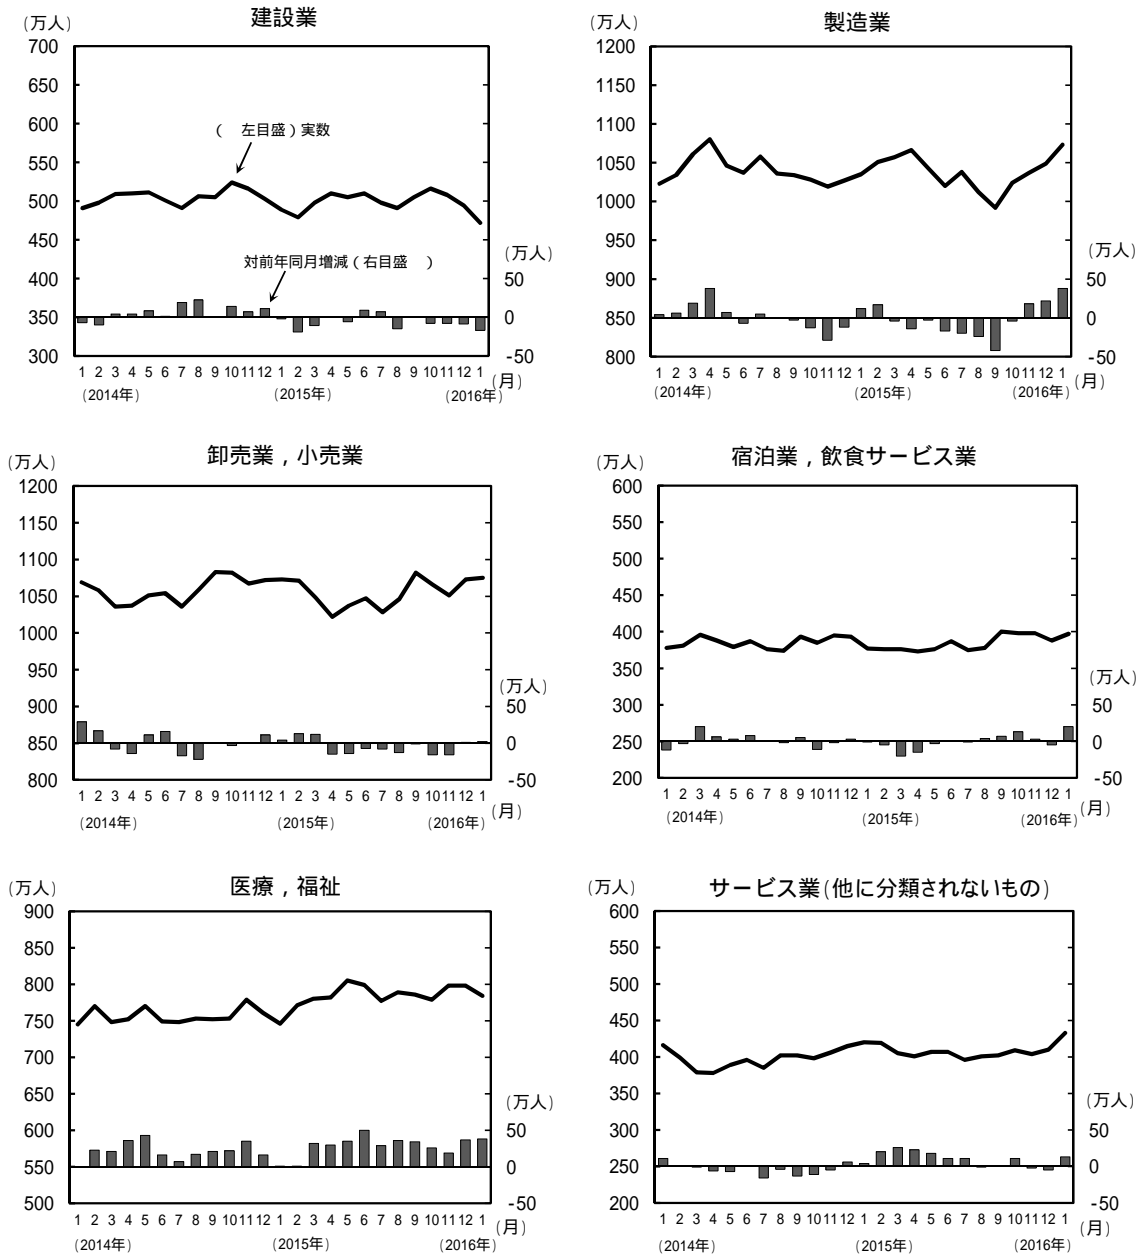 建設業
(万人)
700
650
600
550
500
450
400
350
300
( 左目盛)実数
対前年同月増減(右目盛 )
(万人)
50
0
-50
1 2 3 4 5 6 7 8 9 10 11 12 1 2 3 4 5 6 7 8 9 10 11 12 1 (月)
(2014年) (2015年) (2016年)
製造業
(万人)
1200
1150
1100
1050
1000
950
900
850
800
(万人)
50
0
-50
1 2 3 4 5 6 7 8 9 10 11 12 1 2 3 4 5 6 7 8 9 10 11 12 1 (月)
(2014年) (2015年) (2016年)
卸売業,小売業
(万人)
1200
1150
1100
1050
1000
950
900
850
800
(万人)
50
0
-50
1 2 3 4 5 6 7 8 9 10 11 12 1 2 3 4 5 6 7 8 9 10 11 12 1 (月)
(2014年) (2015年) (2016年)
宿泊業,飲食サービス業
(万人)
600
550
500
450
400
350
300
250
200
(万人)
50
0
-50
1 2 3 4 5 6 7 8 9 10 11 12 1 2 3 4 5 6 7 8 9 10 11 12 1 (月)
(2014年) (2015年) (2016年)
医療,福祉
(万人)
900
850
800
750
700
650
600
550
500
(万人)
50
0
-50
1 2 3 4 5 6 7 8 9 10 11 12 1 2 3 4 5 6 7 8 9 10 11 12 1 (月)
(2014年) (2015年) (2016年)
サービス業(他に分類されないもの)
(万人)
600
550
500
450
400
350
300
250
200
(万人)
50
0
-50
1 2 3 4 5 6 7 8 9 10 11 12 1 2 3 4 5 6 7 8 9 10 11 12 1 (月)
(2014年) (2015年) (2016年)